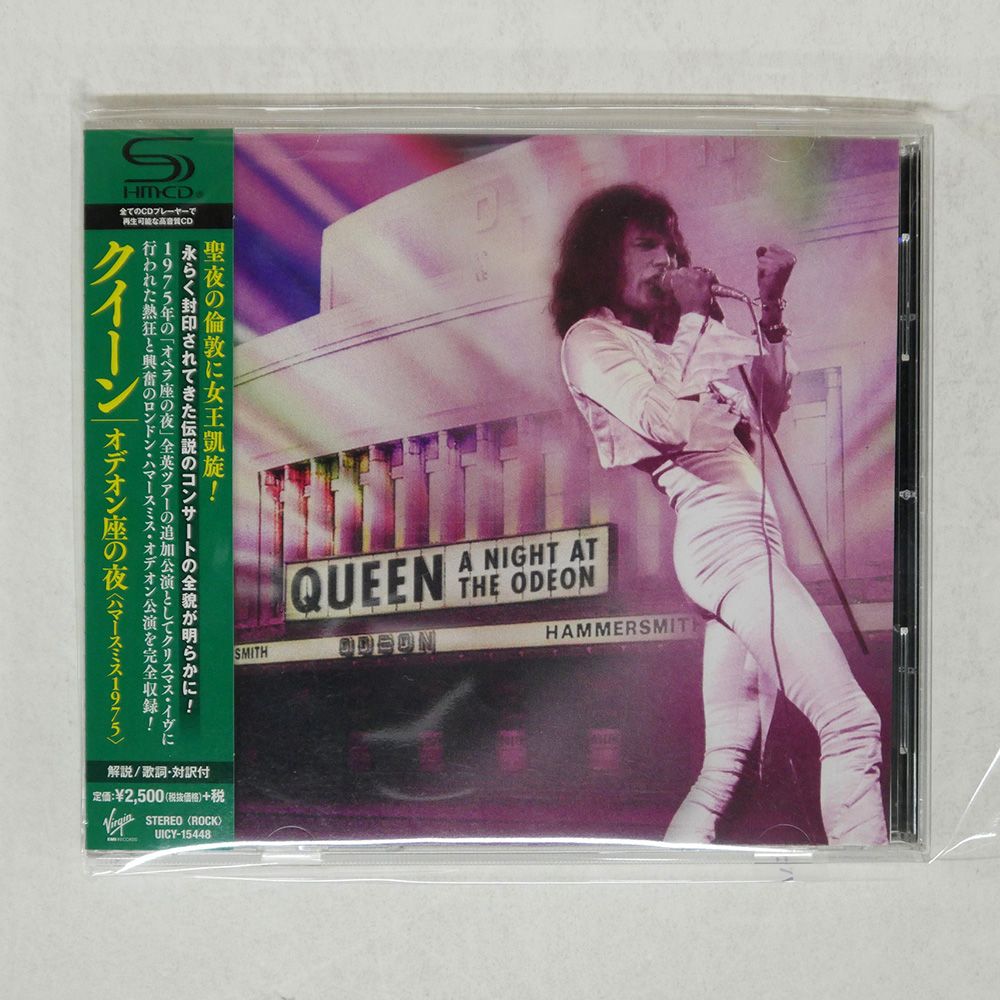 SHM-CD®
全てのCDプレーヤーで
再生可能な高音質CD
聖夜の倫敦に女王凱旋!
永らく封印されてきた伝説のコンサートの全貌が明らかに!
1975年の「オペラ座の夜」全英ツアーの追加公演としてクリスマス・イヴに
行われた熱狂と興奮のロンドン・ハマースミス・オデオン公演を完全収録!
クイーン|オデオン座の夜〈ハマースミス1975〉
解説/歌詞・対訳付
定価:¥2,500(税抜価格)+税
Virgin
EMI RECORDS
STEREO〈ROCK〉
UICY-15448
QUEEN
A NIGHT AT
THE ODEON
SMITH
ODEON
HAMMERSMITH